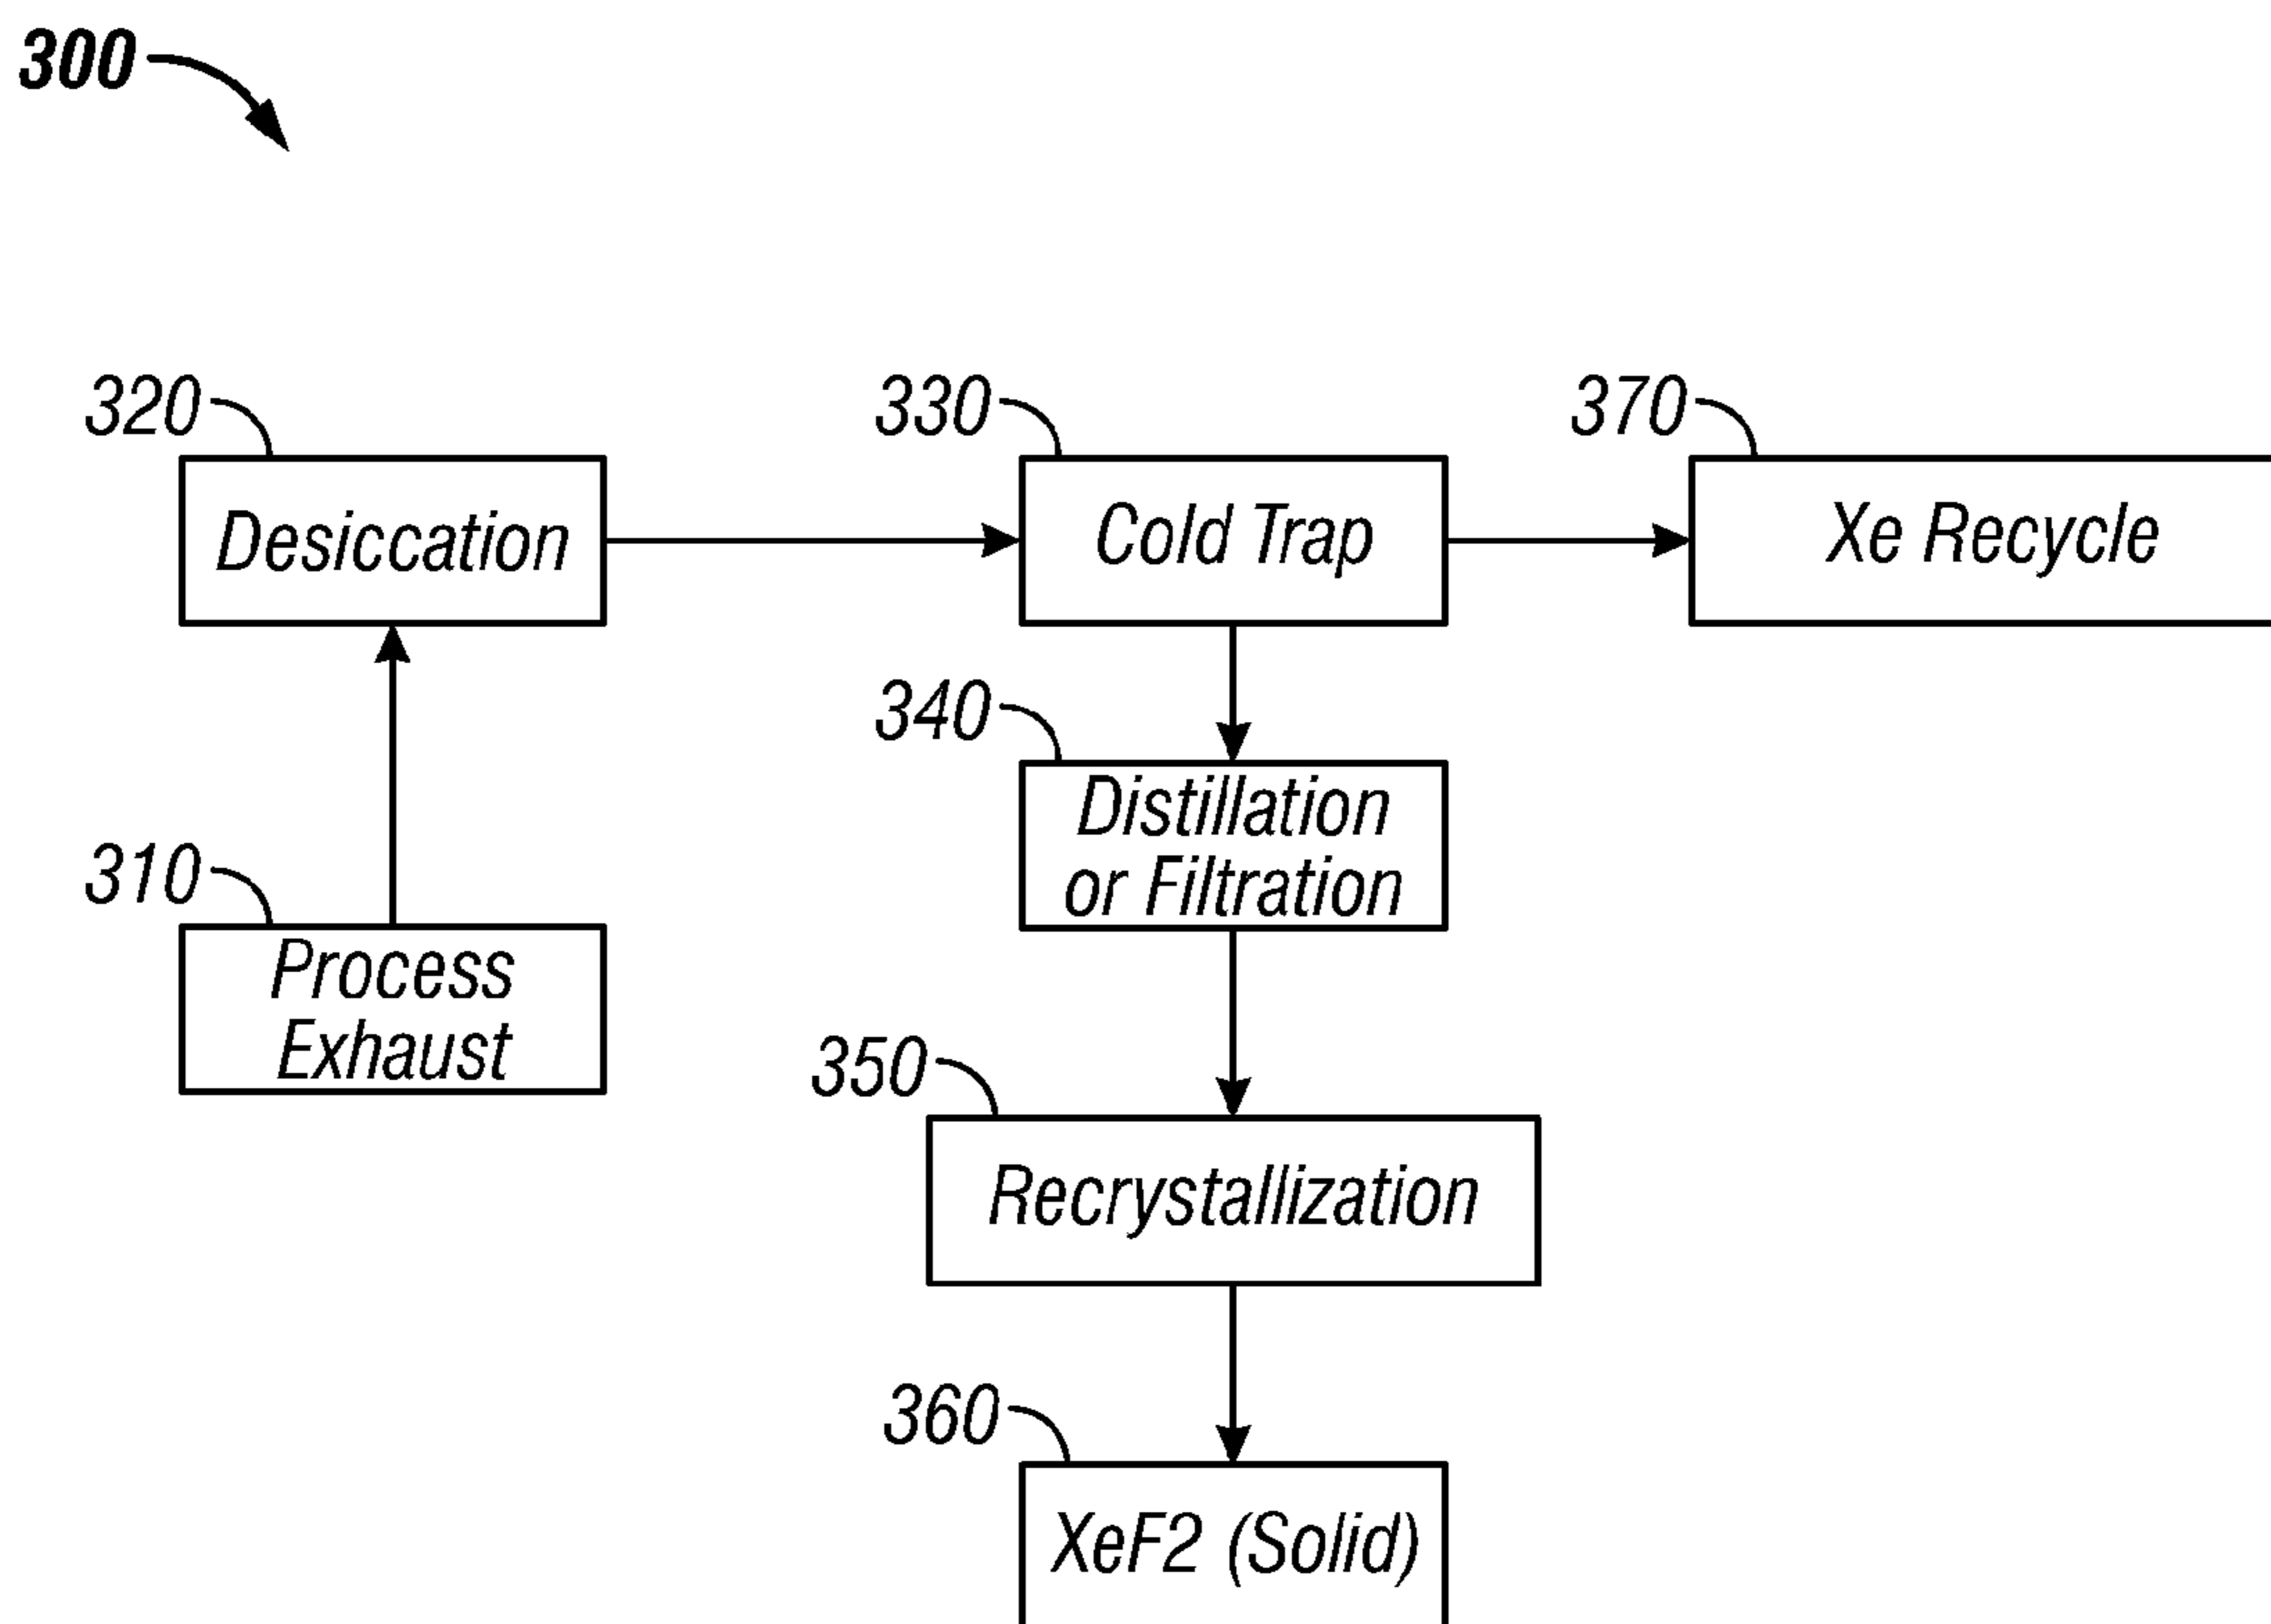 300
320
330
370
Desiccation
Cold Trap
Xe Recycle
340
Distillation
or Filtration
310
Process
Exhaust
350
Recrystallization
360
XeF2 (Solid)